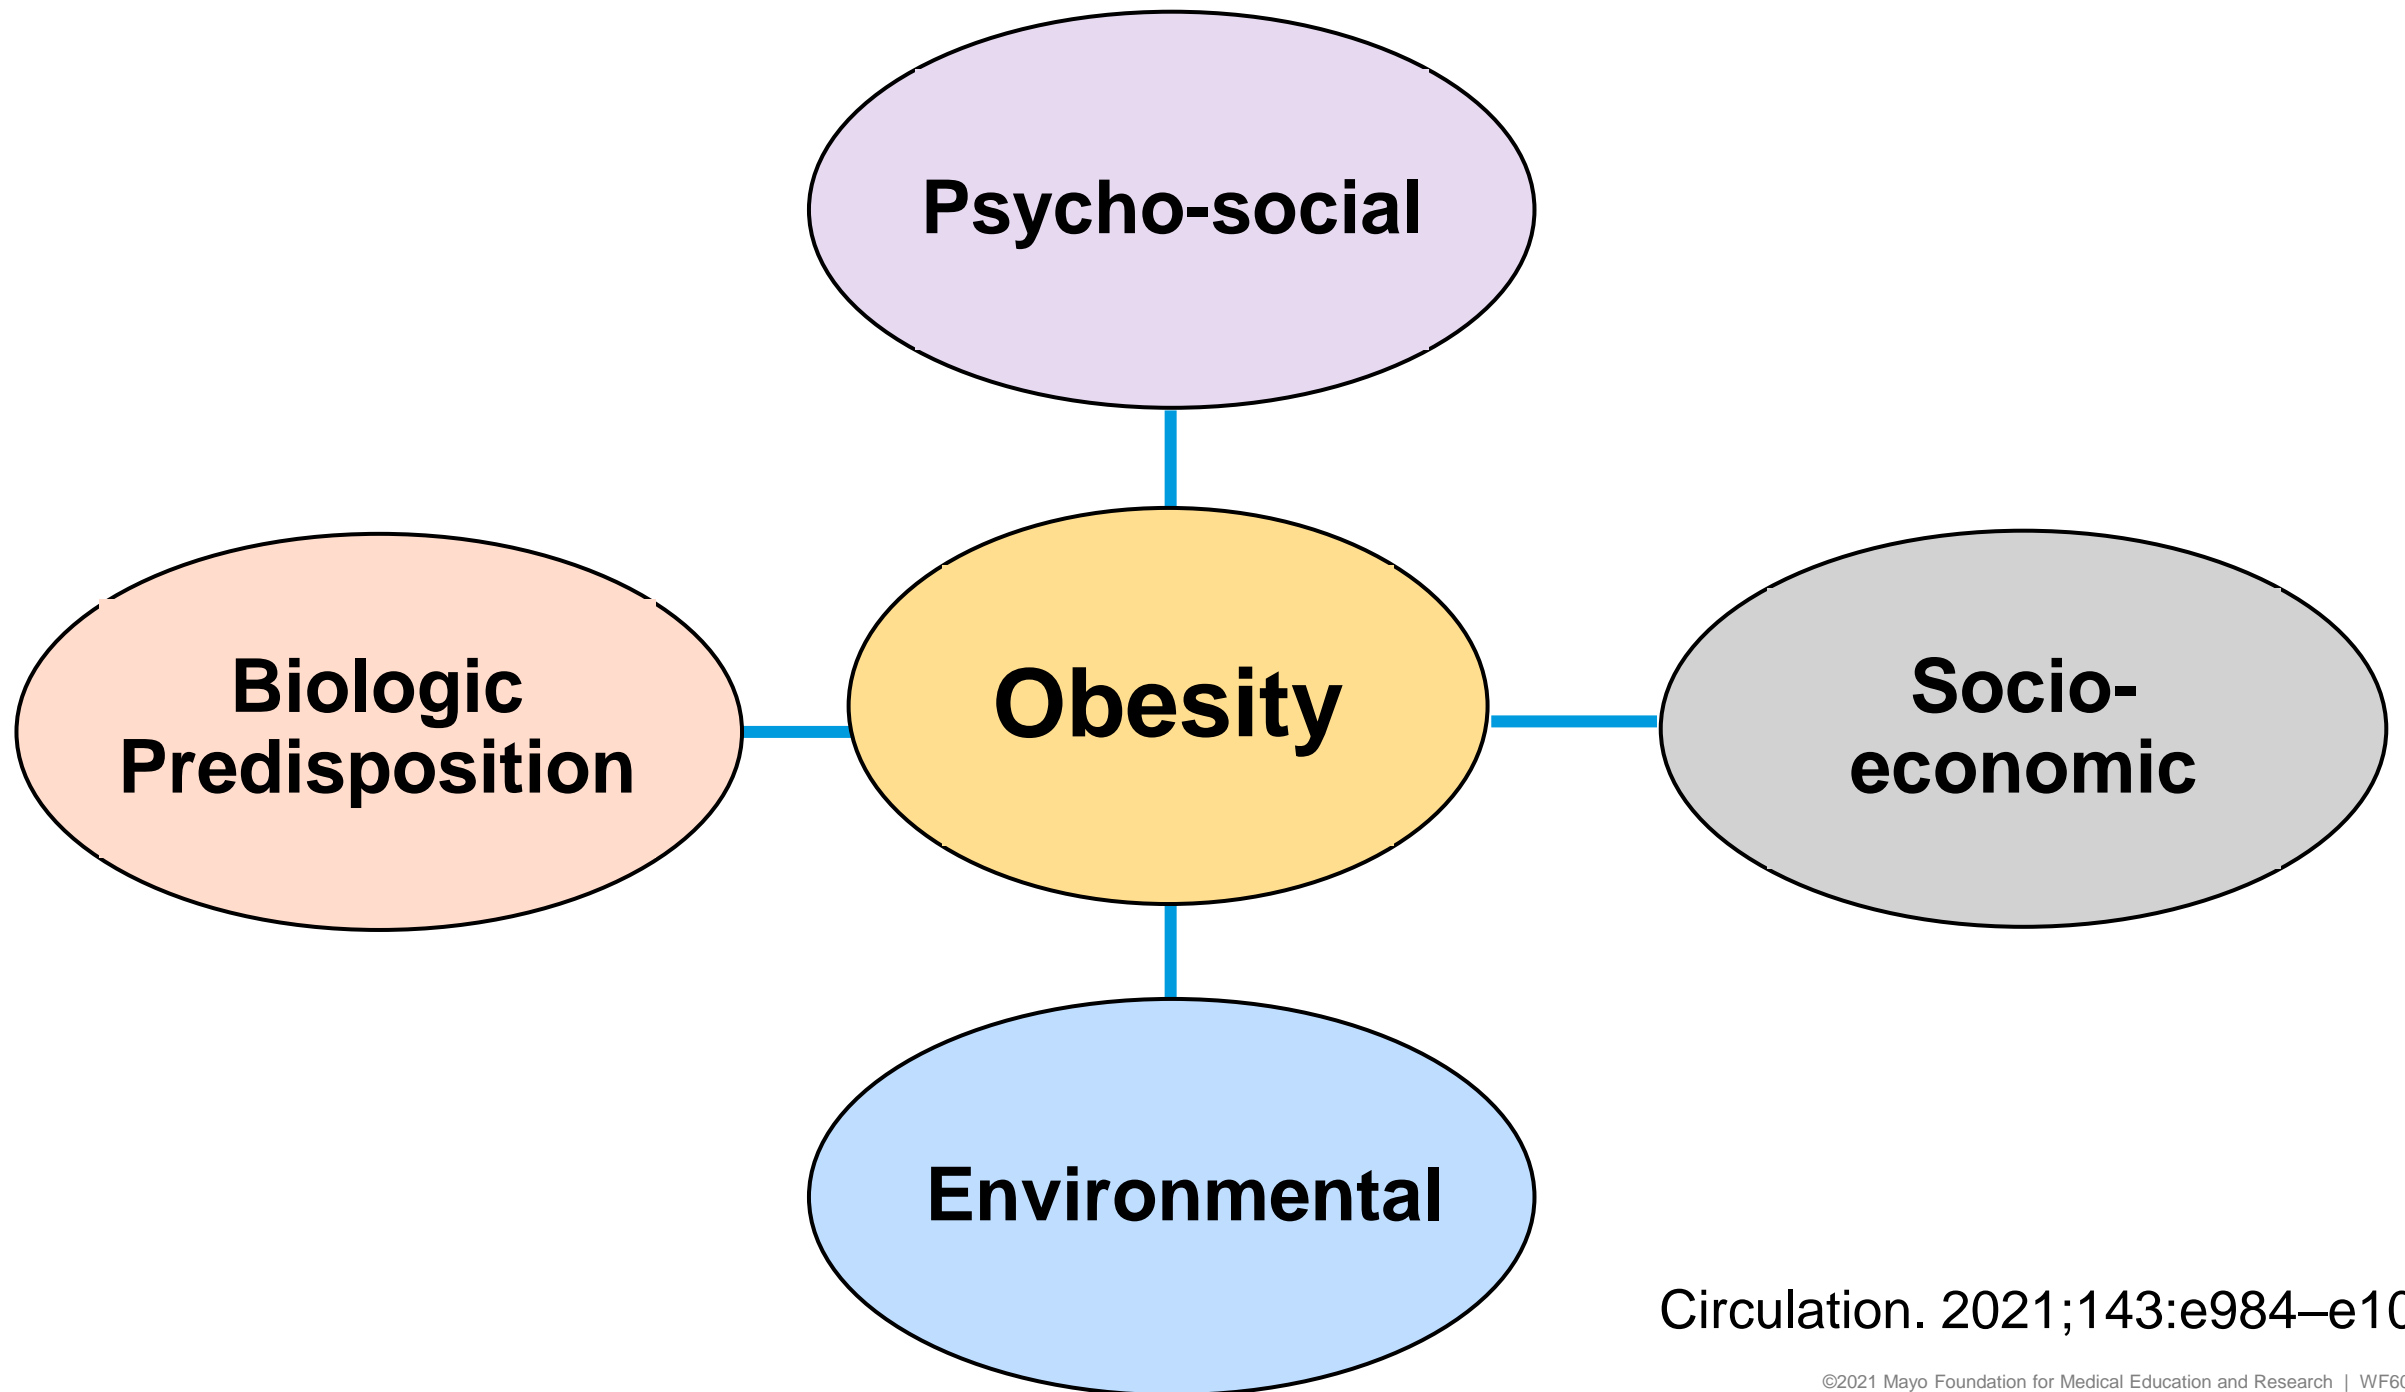 Psycho-social
Biologic
Predisposition
Obesity
Socio-
economic
Environmental
Circulation. 2021;143:e984–e10
©2021 Mayo Foundation for Medical Education and Research | WF60